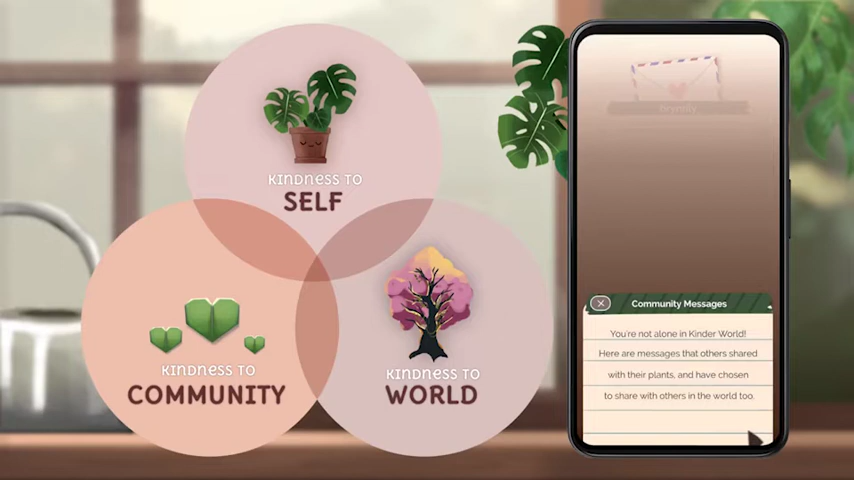 KINDNESS TO
SELF
KINDNESS TO
COMMUNITY
KINDNESS TO
WORLD
Community Messages
You're not alone in Kinder World!
Here are messages that others shared
with their plants, and have chosen
to share with others in the world too.